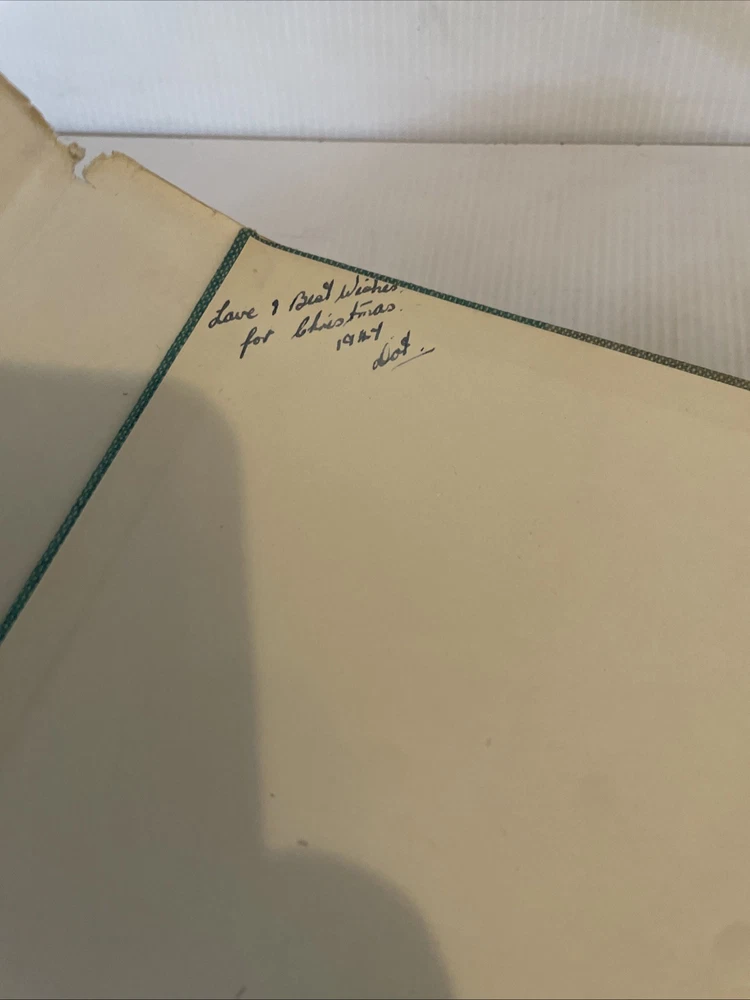 Love & Best Wishes.
for Christmas.
1947
Dot.